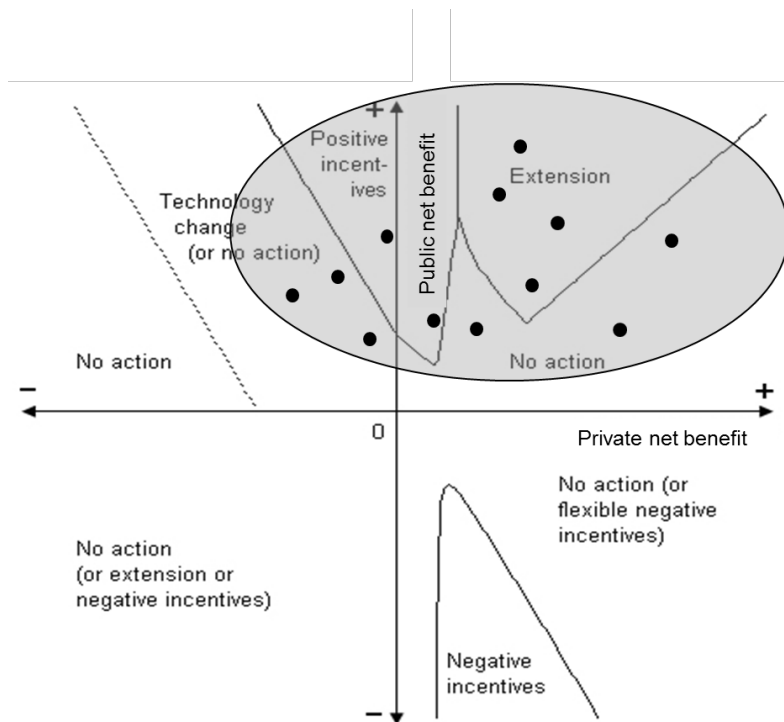 +
Positive
incent-
ives
Public net benefit
Extension
Technology
change
(or no action)
No action
No action
–
+
0
Private net benefit
No action (or
flexible negative
incentives)
No action
(or extension or
negative incentives)
Negative
incentives
–